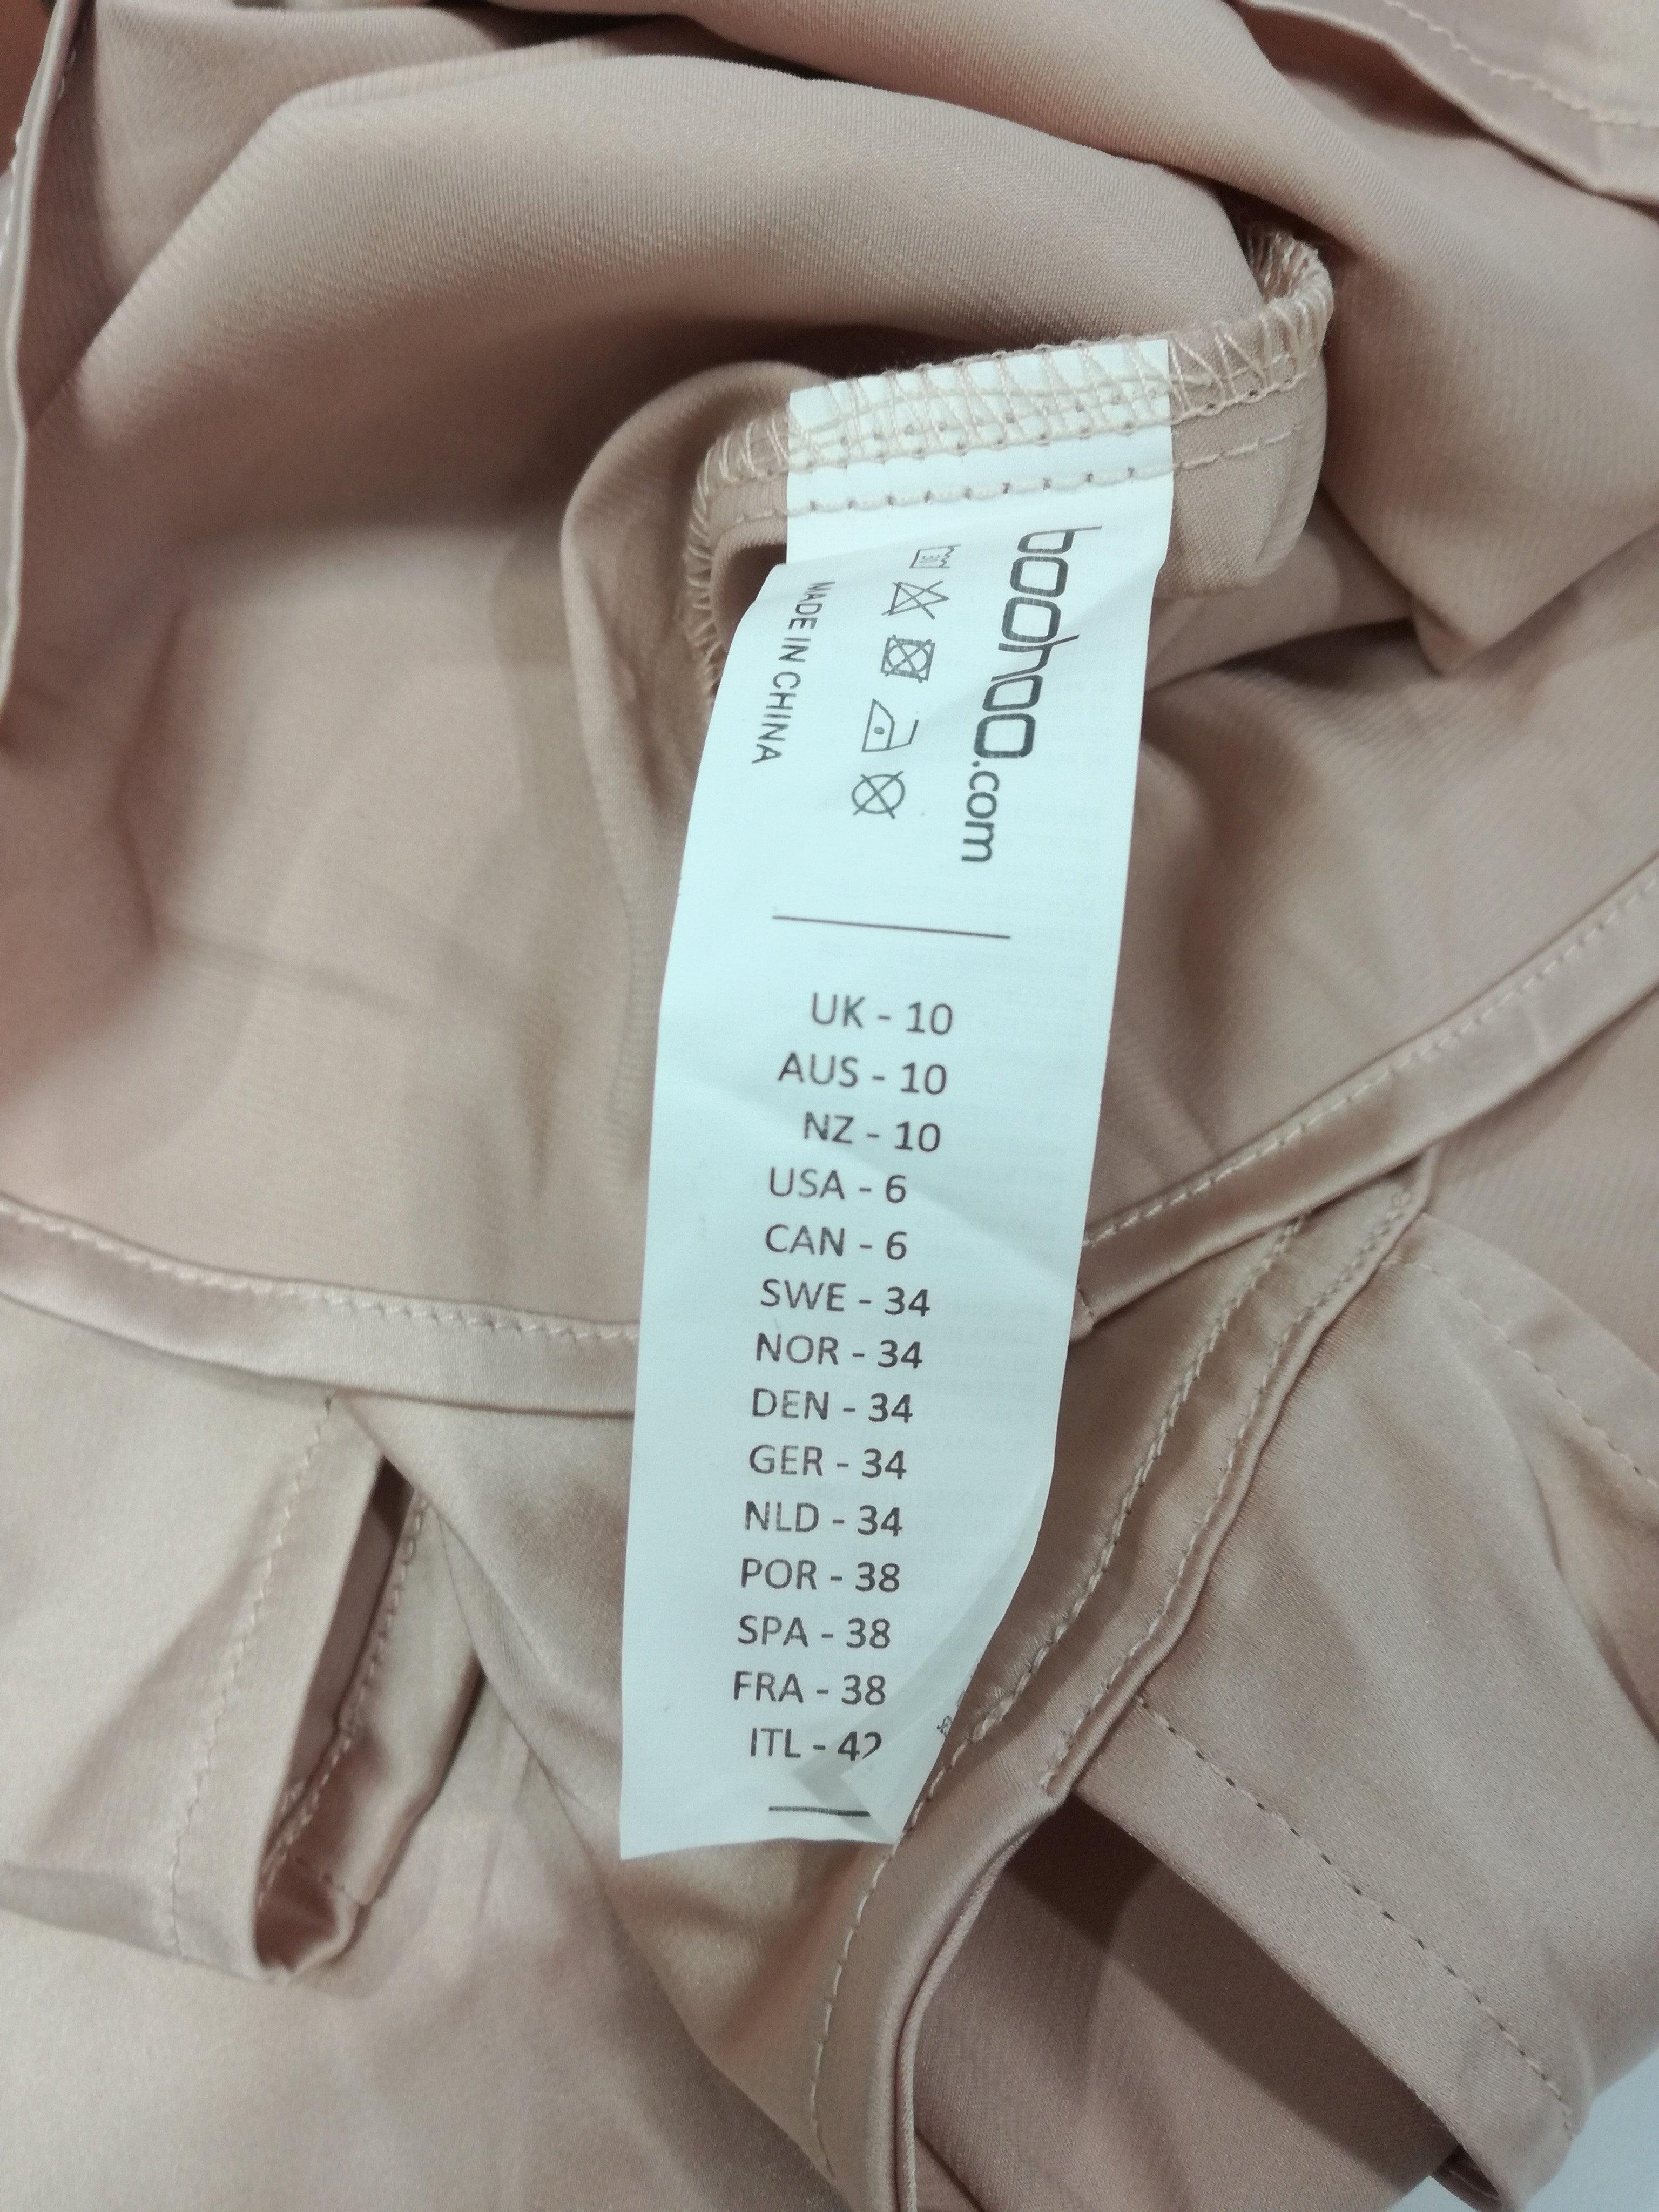 boohoo.com
MADE IN CHINA
UK - 10
AUS - 10
NZ - 10
USA - 6
CAN - 6
SWE - 34
NOR - 34
DEN - 34
GER - 34
NLD - 34
POR - 38
SPA - 38
FRA - 38
ITL - 42